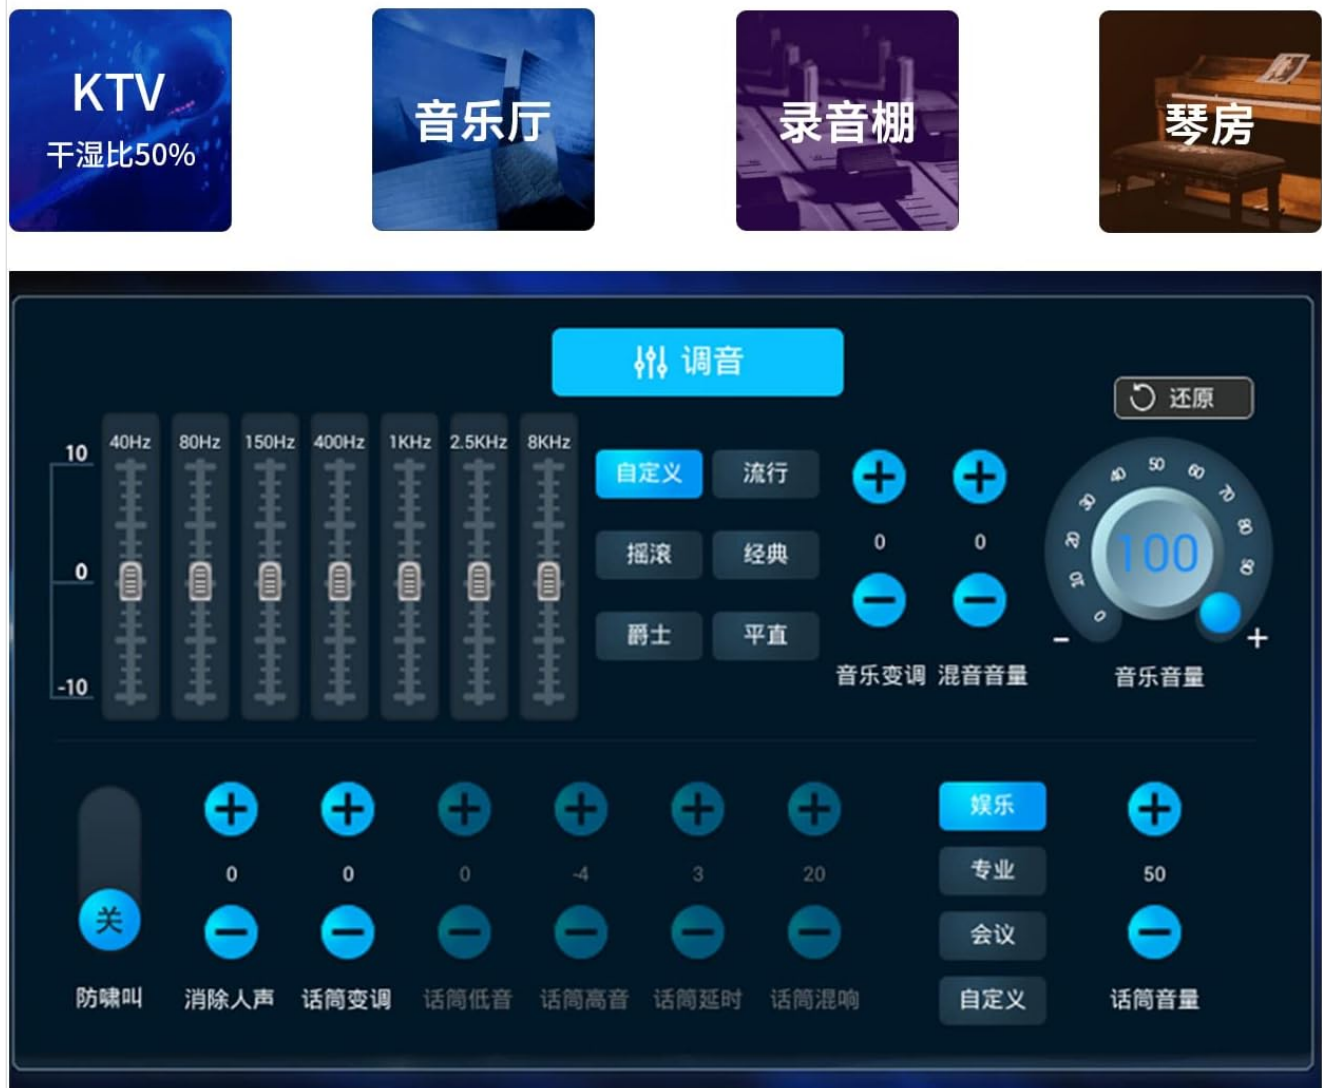 KTV
干湿比50%
音乐厅
录音棚
琴房
调音
还原
40Hz 80Hz 150Hz 400Hz 1KHz 2.5KHz 8KHz
10
0
-10
自定义 流行
摇滚 经典
爵士 平直
0 0
音乐变调 混音音量
0 10 20 30 40 50 60 70 80 90
100
- +
音乐音量
关
防啸叫
0 0 0 -4 3 20
消除人声 话筒变调 话筒低音 话筒高音 话筒延时 话筒混响
娱乐
专业
会议
自定义
50
话筒音量